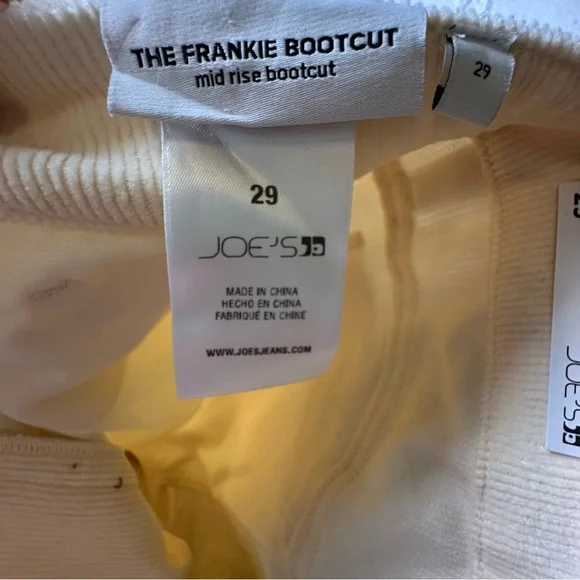 THE FRANKIE BOOTCUT
mid rise bootcut
29
29
JOE'S
MADE IN CHINA
HECHO EN CHINA
FABRIQUÉ EN CHINE
WWW.JOESJEANS.COM
JOE'S